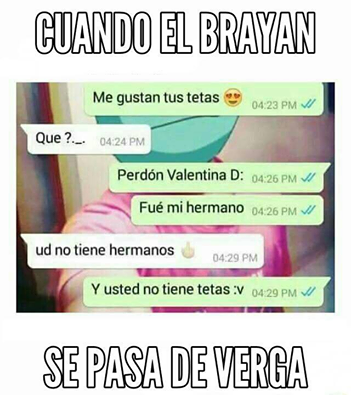 CUANDO EL BRAYAN
Me gustan tus tetas 😍 04:23 PM
Que ?._. 04:24 PM
Perdón Valentina D: 04:26 PM
Fué mi hermano 04:26 PM
ud no tiene hermanos 🖕 04:29 PM
Y usted no tiene tetas :v 04:29 PM
SE PASA DE VERGA